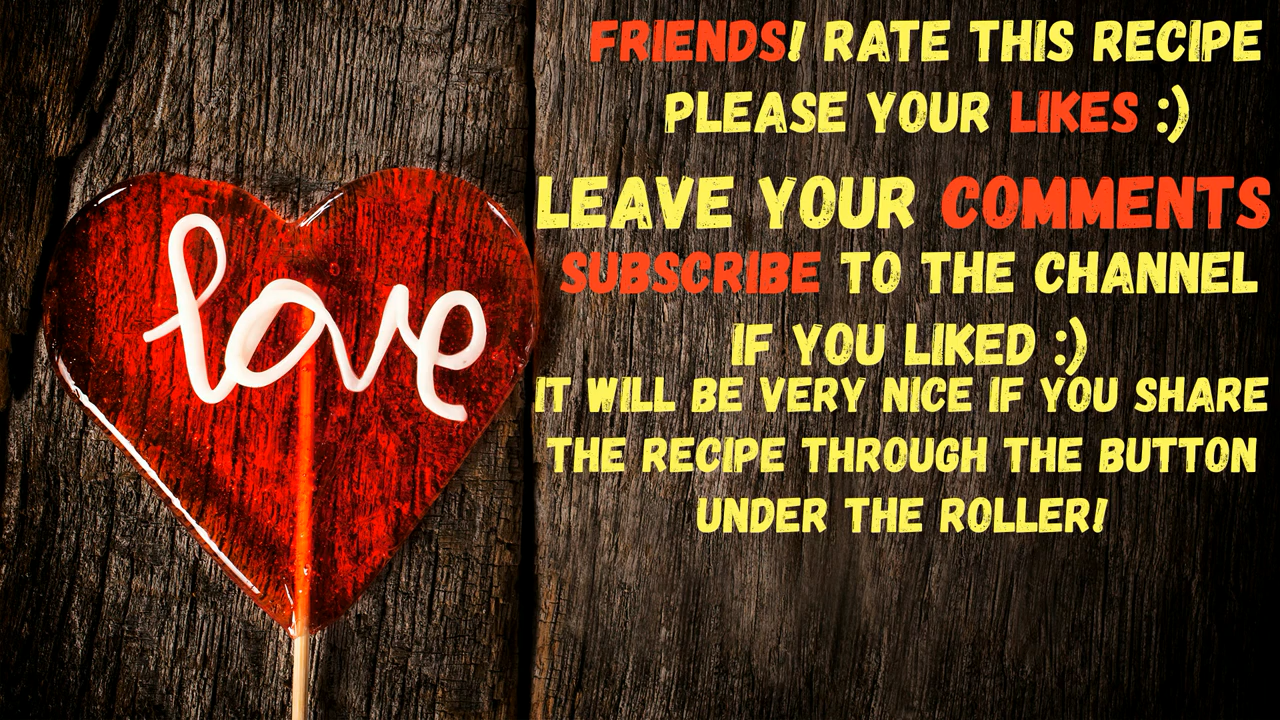 love
FRIENDS! RATE THIS RECIPE
PLEASE YOUR LIKES :)
LEAVE YOUR COMMENTS
SUBSCRIBE TO THE CHANNEL
IF YOU LIKED :)
IT WILL BE VERY NICE IF YOU SHARE
THE RECIPE THROUGH THE BUTTON
UNDER THE ROLLER!